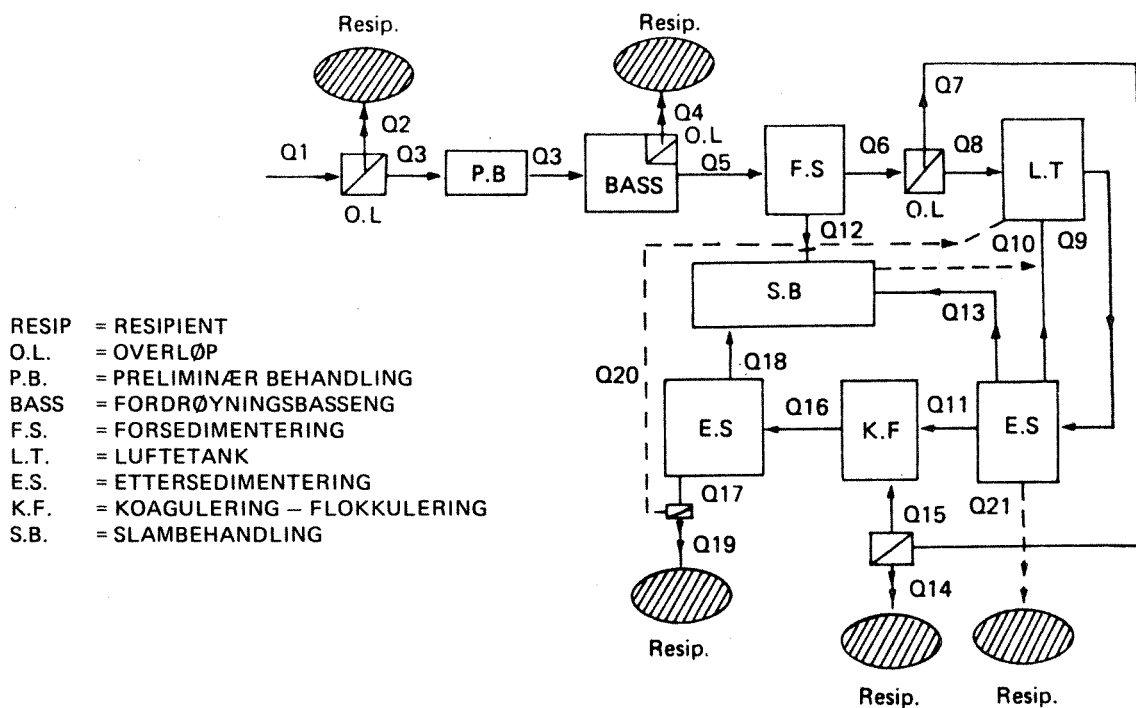 Resip.
Resip.
Q7
Q2
Q4
O.L
Q1
Q3
Q3
Q6
Q8
P.B
BASS
Q5
F.S
L.T
O.L
O.L
Q12
Q10
Q9
S.B
Q13
RESIP = RESIPIENT
O.L. = OVERLØP
P.B. = PRELIMINÆR BEHANDLING
BASS = FORDRØYNINGSBASSENG
F.S. = FORSEDIMENTERING
L.T. = LUFTETANK
E.S. = ETTERSEDIMENTERING
K.F. = KOAGULERING – FLOKKULERING
S.B. = SLAMBEHANDLING
Q18
Q20
Q16
Q11
E.S
K.F
E.S
Q17
Q15
Q21
Q19
Q14
Resip.
Resip.
Resip.